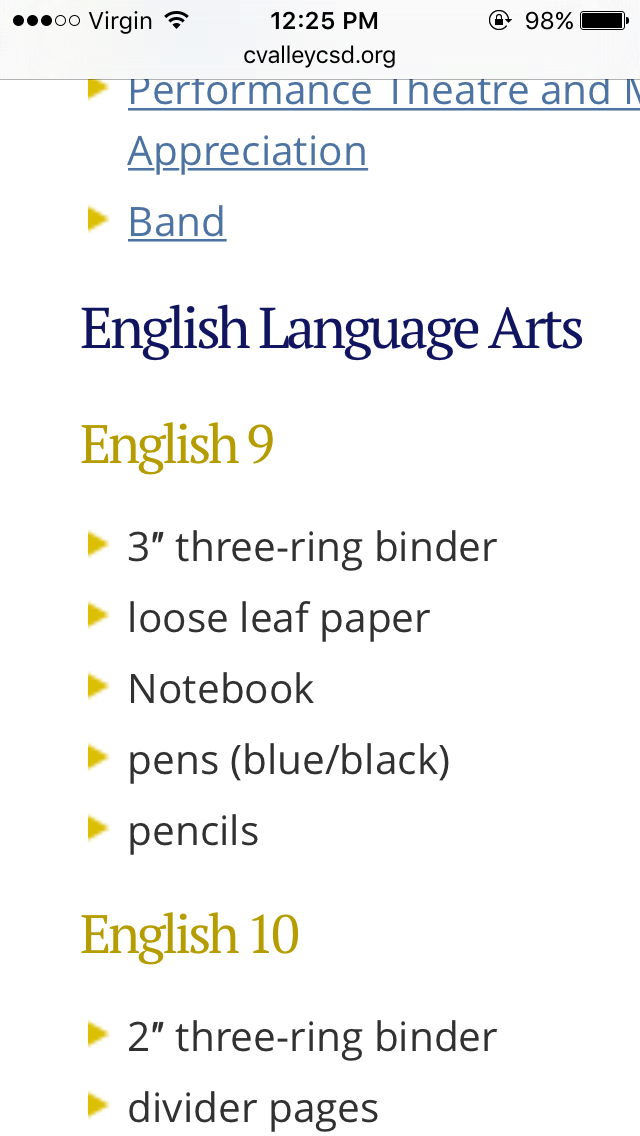 Virgin 12:25 PM 98%
cvalleycsd.org
Performance Theatre and
Appreciation
Band
English Language Arts
English 9
3″ three-ring binder
loose leaf paper
Notebook
pens (blue/black)
pencils
English 10
2″ three-ring binder
divider pages